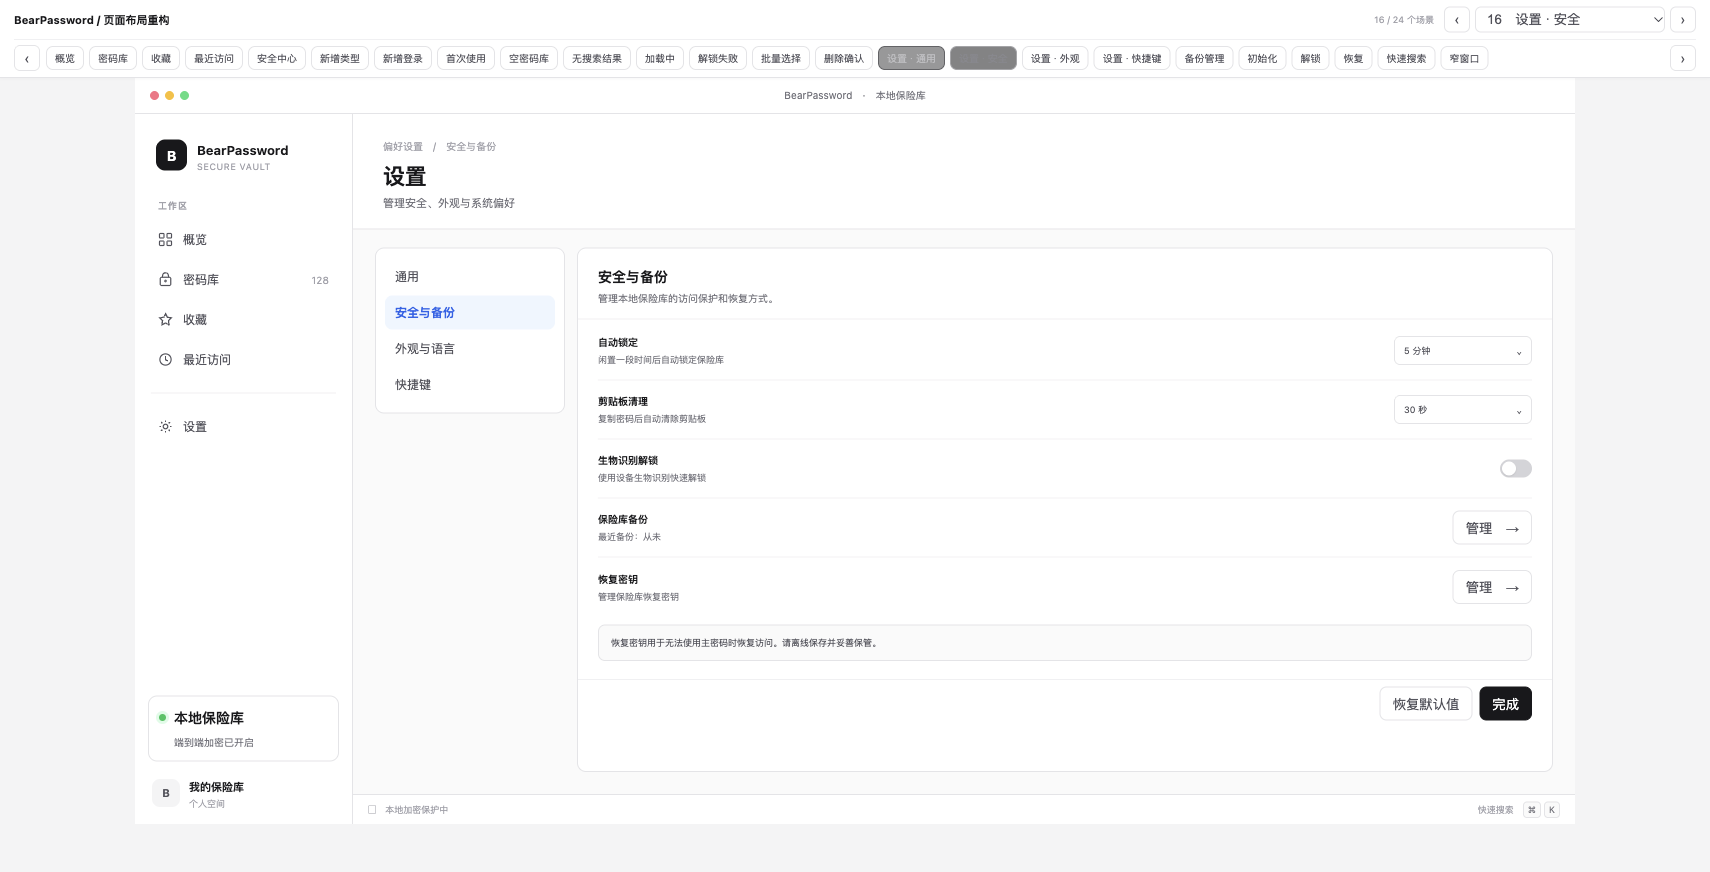 BearPassword / 页面布局重构
16 / 24 个场景
‹
16 设置 · 安全
›
‹
概览
密码库
收藏
最近访问
安全中心
新增类型
新增登录
首次使用
空密码库
无搜索结果
加载中
解锁失败
批量选择
删除确认
设置 · 通用
设置 · 外观
设置 · 快捷键
备份管理
初始化
解锁
恢复
快速搜索
窄窗口
›
BearPassword · 本地保险库
B
BearPassword
SECURE VAULT
工作区
概览
密码库 128
收藏
最近访问
设置
本地保险库
端到端加密已开启
B
我的保险库
个人空间
偏好设置 / 安全与备份
设置
管理安全、外观与系统偏好
通用
安全与备份
外观与语言
快捷键
安全与备份
管理本地保险库的访问保护和恢复方式。
自动锁定
闲置一段时间后自动锁定保险库
5 分钟
剪贴板清理
复制密码后自动清除剪贴板
30 秒
生物识别解锁
使用设备生物识别快速解锁
保险库备份
最近备份：从未
管理 →
恢复密钥
管理保险库恢复密钥
管理 →
恢复密钥用于无法使用主密码时恢复访问。请离线保存并妥善保管。
恢复默认值
完成
本地加密保护中
快速搜索 ⌘ K